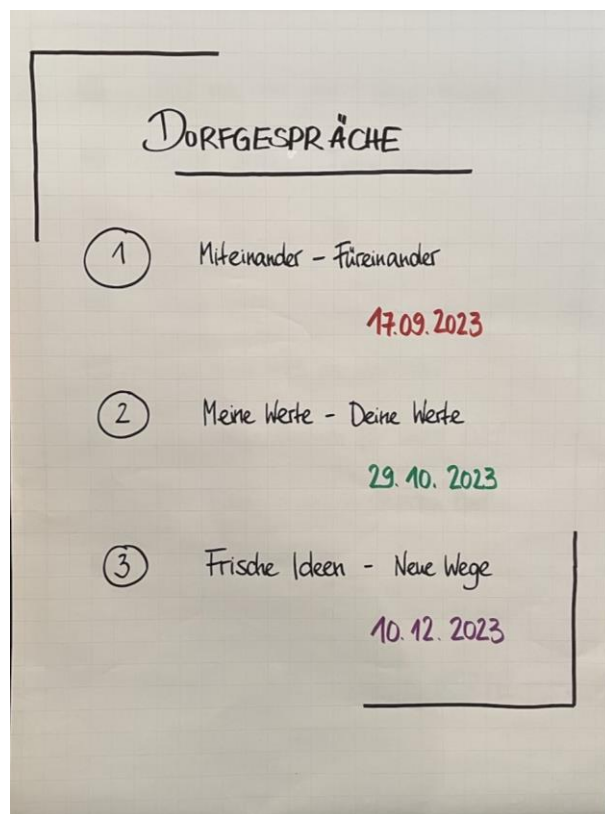 DORFGESPRÄCHE
1 Miteinander - Füreinander
17.09.2023
2 Meine Werte - Deine Werte
29.10.2023
3 Frische Ideen - Neue Wege
10.12.2023